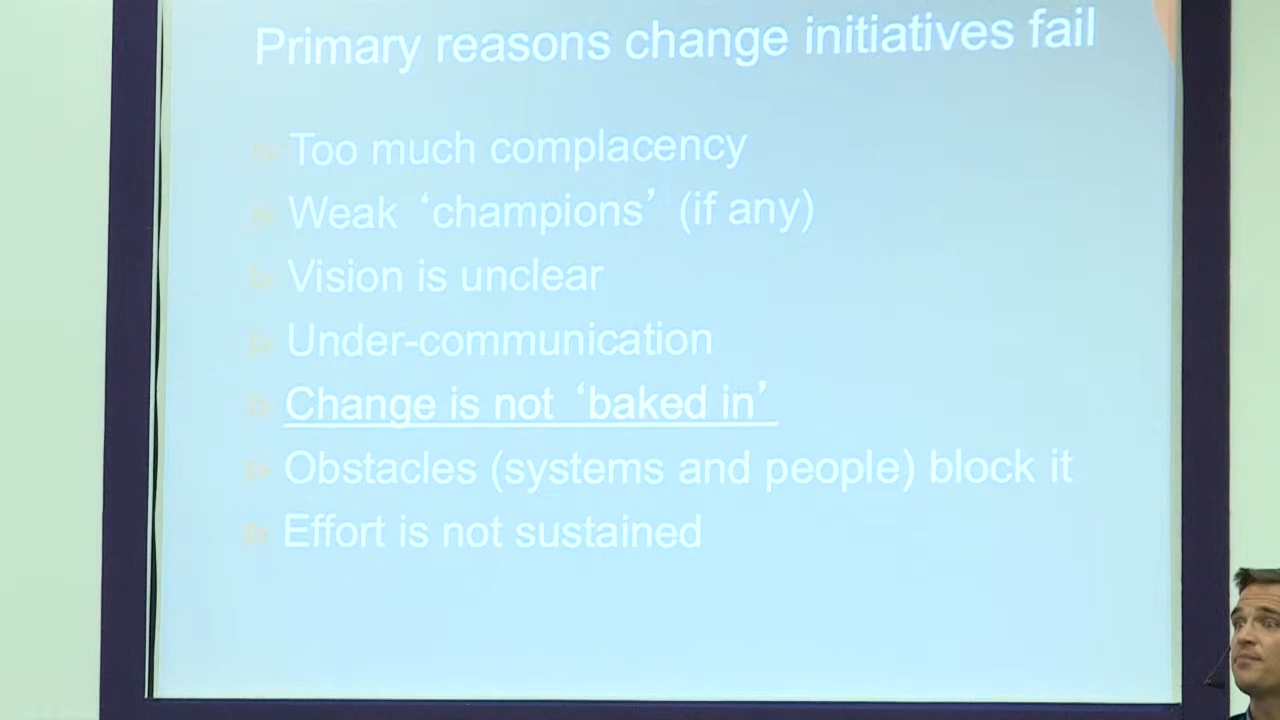 Primary reasons change initiatives fail
Too much complacency
Weak ‘champions’ (if any)
Vision is unclear
Under-communication
Change is not ‘baked in’
Obstacles (systems and people) block it
Effort is not sustained